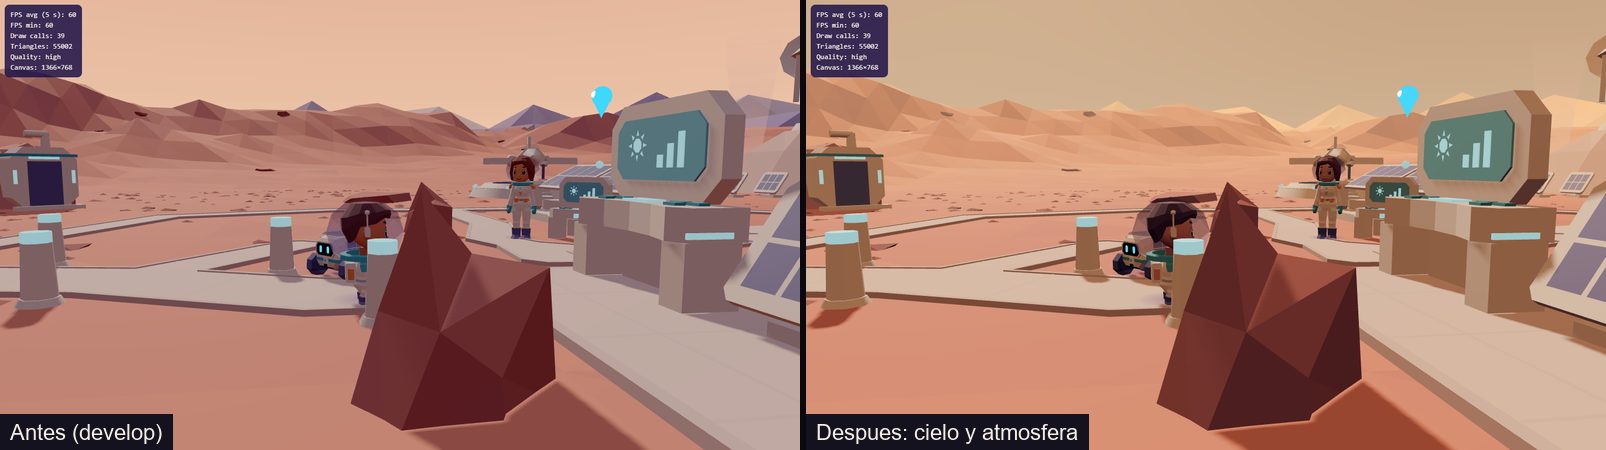 FPS avg (5 s): 60
FPS min: 60
Draw calls: 39
Triangles: 55002
Quality: high
Canvas: 1366×768
Antes (develop)
FPS avg (5 s): 60
FPS min: 60
Draw calls: 39
Triangles: 55002
Quality: high
Canvas: 1366×768
Despues: cielo y atmosfera